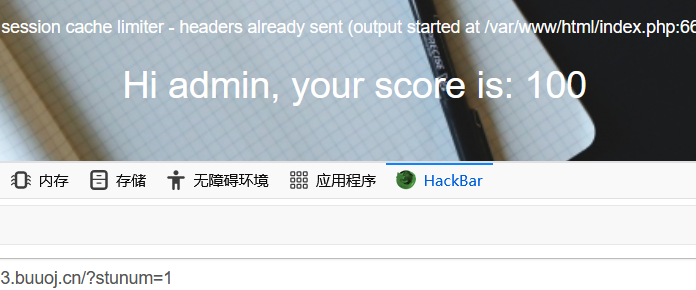 session cache limiter - headers already sent (output started at /var/www/html/index.php:66
Hi admin, your score is: 100
内存 存储 无障碍环境 应用程序 HackBar
3.buuoj.cn/?stunum=1